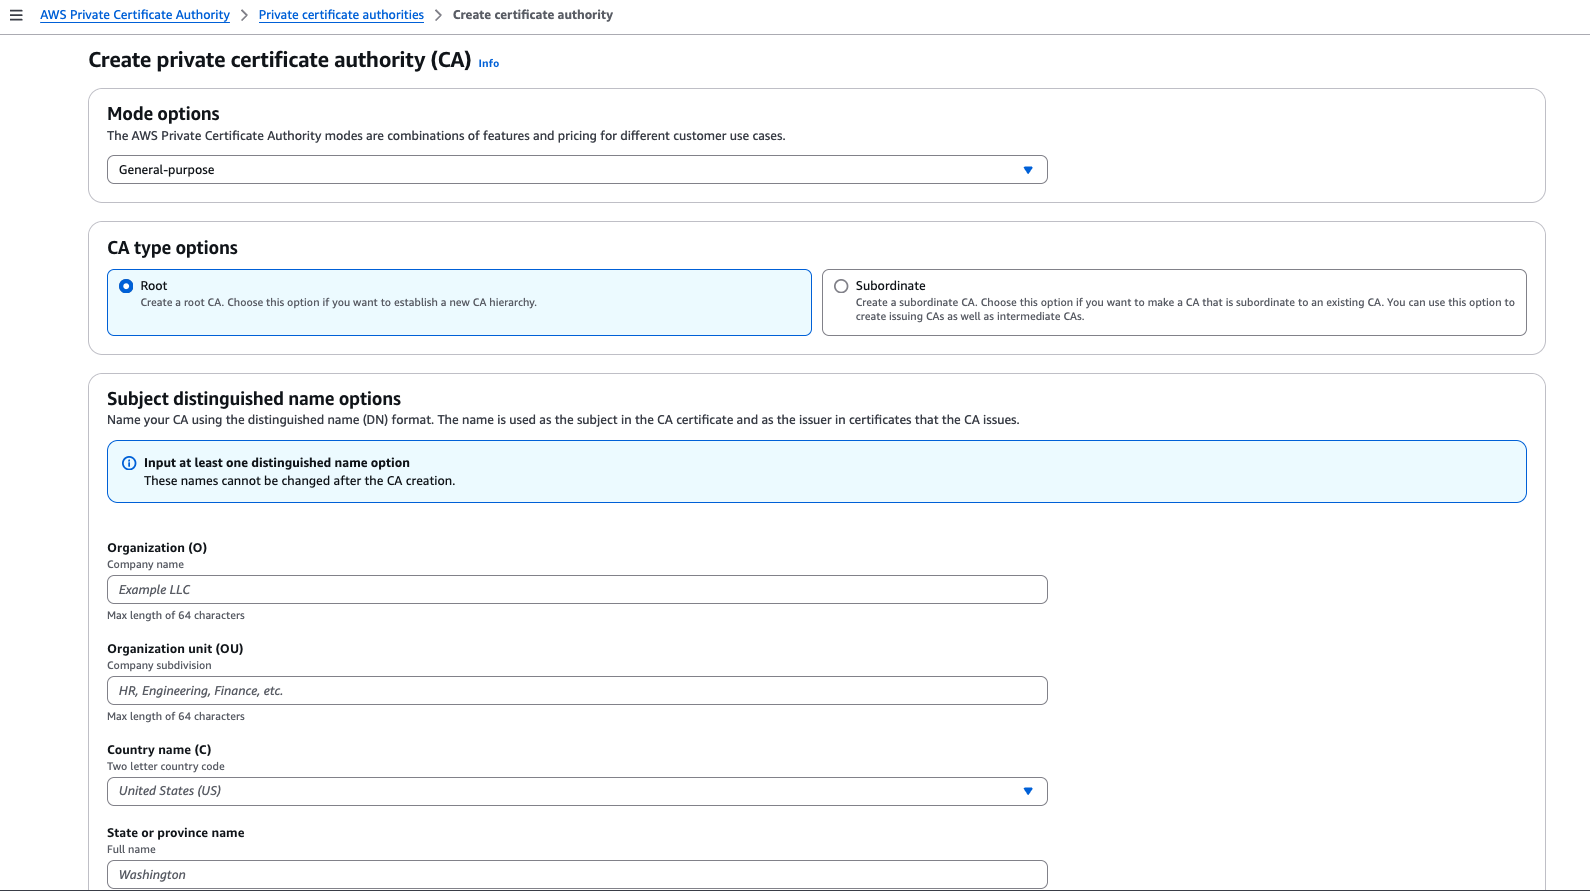 AWS Private Certificate Authority > Private certificate authorities > Create certificate authority
Create private certificate authority (CA) Info
Mode options
The AWS Private Certificate Authority modes are combinations of features and pricing for different customer use cases.
General-purpose
CA type options
Root
Create a root CA. Choose this option if you want to establish a new CA hierarchy.
Subordinate
Create a subordinate CA. Choose this option if you want to make a CA that is subordinate to an existing CA. You can use this option to
create issuing CAs as well as intermediate CAs.
Subject distinguished name options
Name your CA using the distinguished name (DN) format. The name is used as the subject in the CA certificate and as the issuer in certificates that the CA issues.
Input at least one distinguished name option
These names cannot be changed after the CA creation.
Organization (O)
Company name
Example LLC
Max length of 64 characters
Organization unit (OU)
Company subdivision
HR, Engineering, Finance, etc.
Max length of 64 characters
Country name (C)
Two letter country code
United States (US)
State or province name
Full name
Washington